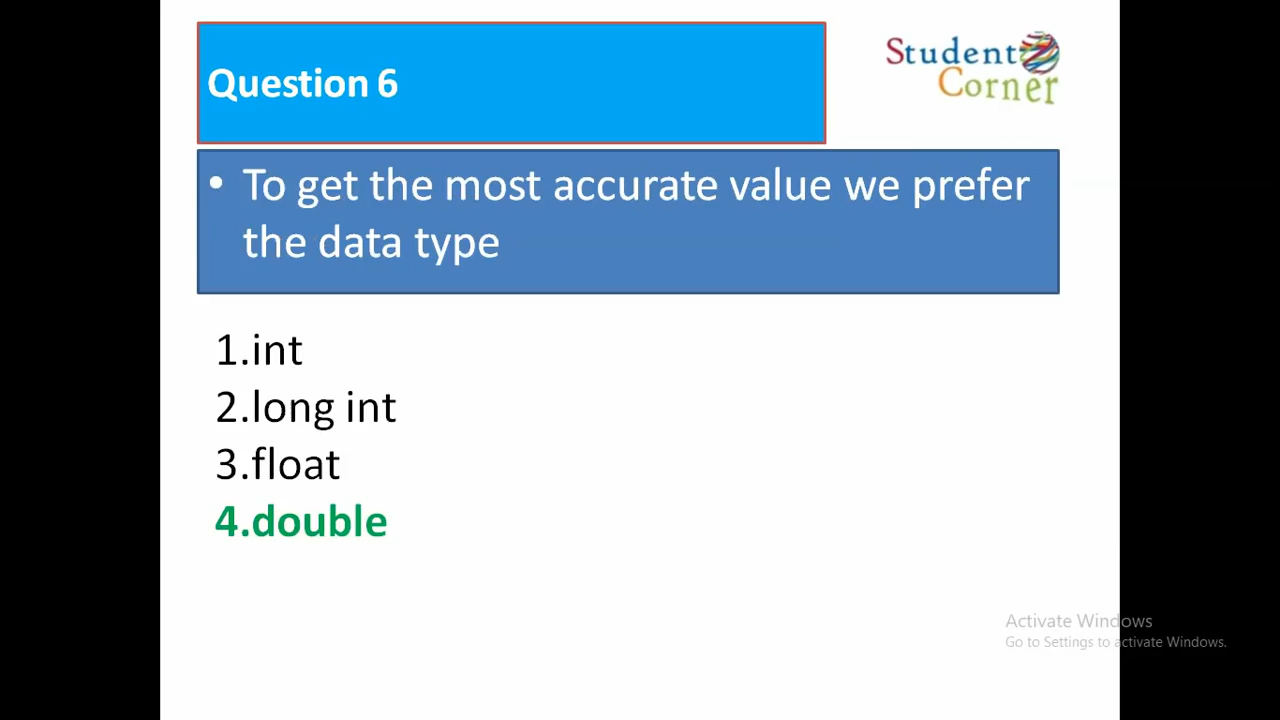 Question 6
Student
Corner
• To get the most accurate value we prefer
the data type
1.int
2.long int
3.float
4.double
Activate Windows
Go to Settings to activate Windows.